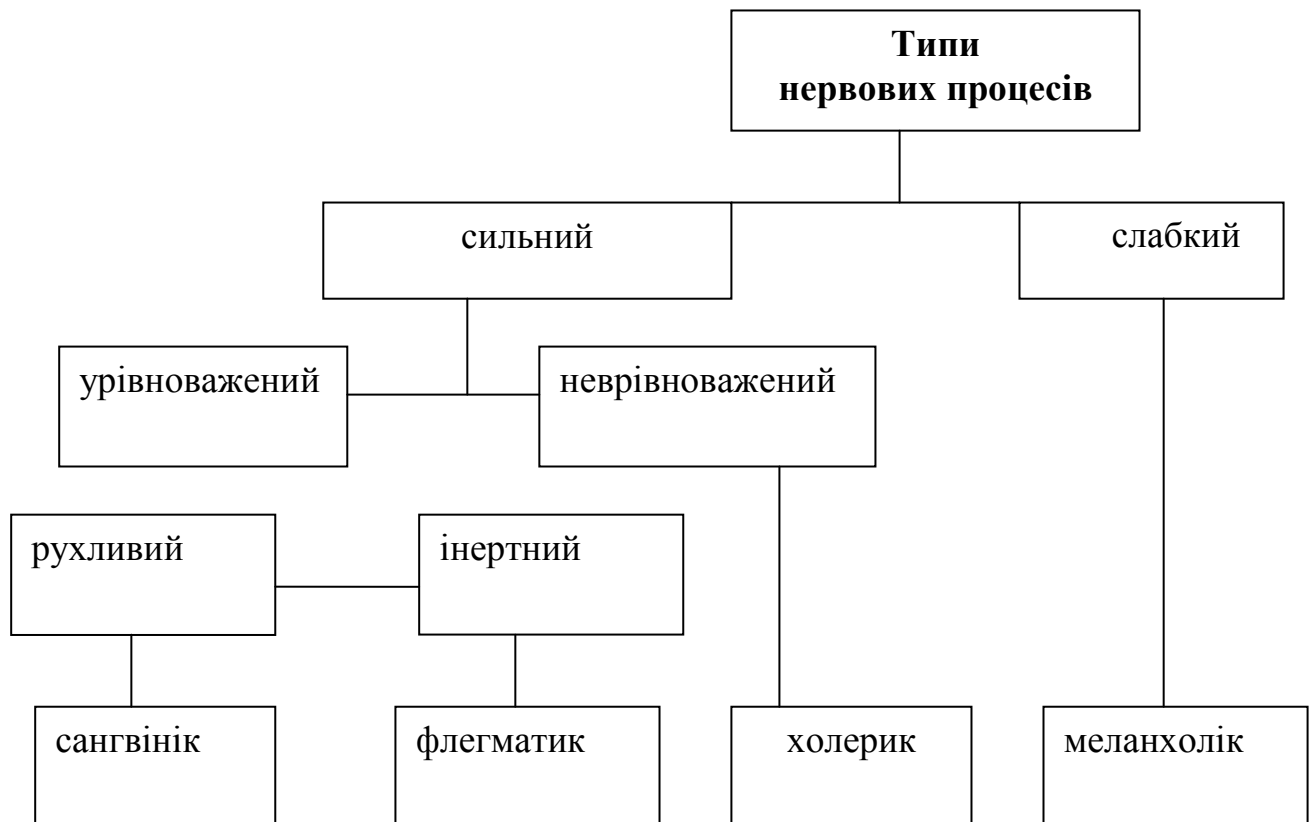 Типи
нервових процесів
сильний
слабкий
урівноважений
неврівноважений
рухливий
інертний
сангвінік
флегматик
холерик
меланхолік